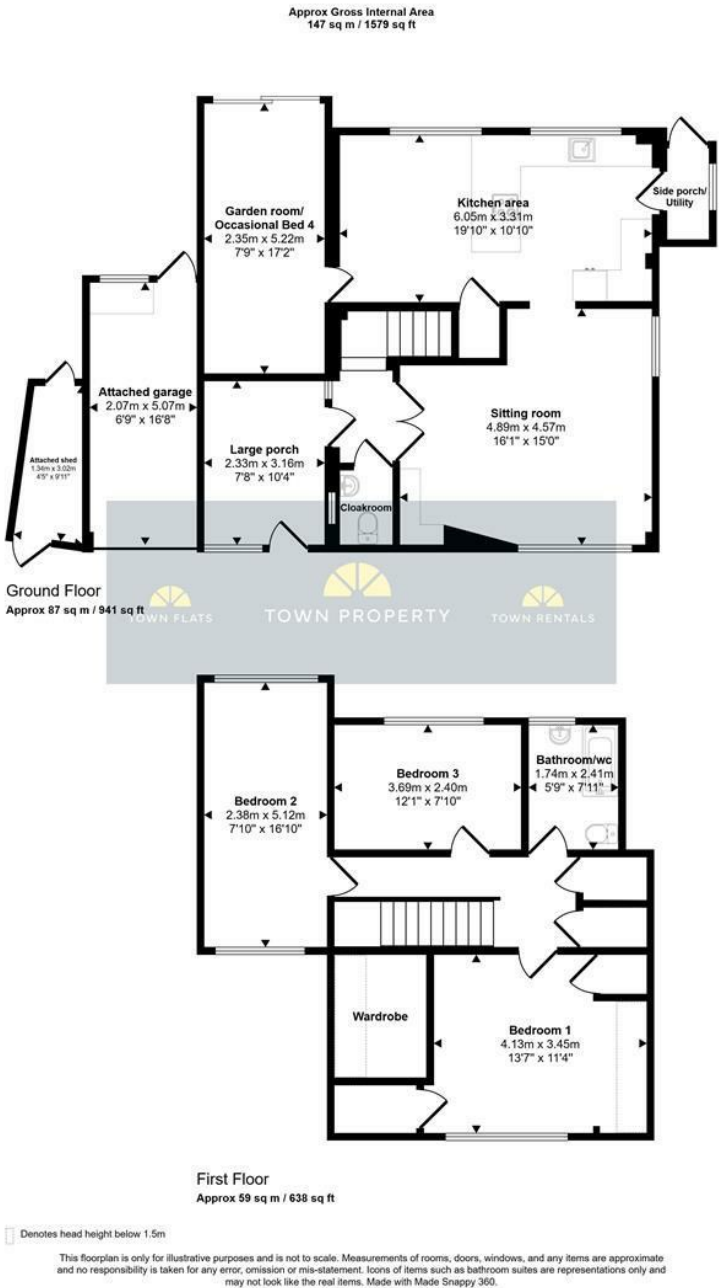 Approx Gross Internal Area
147 sq m / 1579 sq ft
Garden room/
Occasional Bed 4
2.35m x 5.22m
7'9" x 17'2"
Kitchen area
6.05m x 3.31m
19'10" x 10'10"
Side porch/
Utility
Attached garage
2.07m x 5.07m
6'9" x 16'8"
Sitting room
4.89m x 4.57m
16'1" x 15'0"
Large porch
2.33m x 3.16m
7'8" x 10'4"
Attached shed
1.34m x 3.02m
4'5" x 9'11"
Cloakroom
Ground Floor
Approx 87 sq m / 941 sq ft
TOWN FLATS
TOWN PROPERTY
TOWN RENTALS
Bedroom 2
2.38m x 5.12m
7'10" x 16'10"
Bedroom 3
3.69m x 2.40m
12'1" x 7'10"
Bathroom/wc
1.74m x 2.41m
5'9" x 7'11"
Wardrobe
Bedroom 1
4.13m x 3.45m
13'7" x 11'4"
First Floor
Approx 59 sq m / 638 sq ft
Denotes head height below 1.5m
This floorplan is only for illustrative purposes and is not to scale. Measurements of rooms, doors, windows, and any items are approximate
and no responsibility is taken for any error, omission or mis-statement. Icons of items such as bathroom suites are representations only and
may not look like the real items. Made with Made Snappy 360.